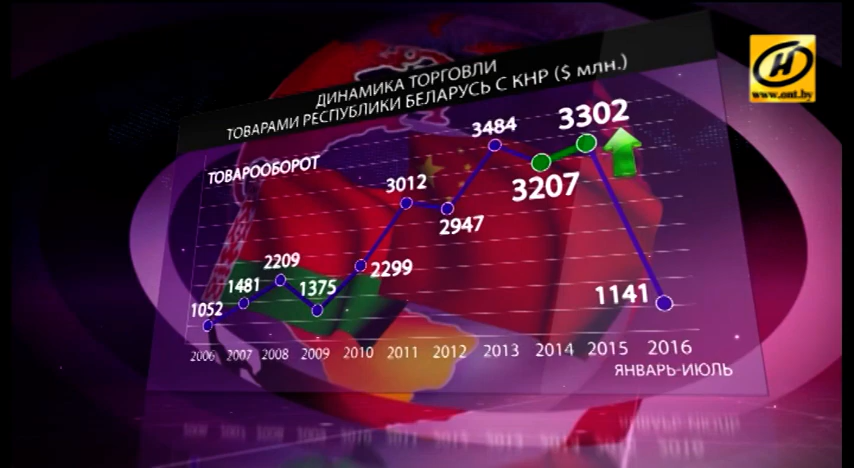 ДИНАМИКА ТОРГОВЛИ
ТОВАРАМИ РЕСПУБЛИКИ БЕЛАРУСЬ С КНР ($ млн.)
www.ont.by
ТОВАРООБОРОТ
1052
1481
2209
1375
2299
3012
2947
3484
3207
3302
1141
2006 2007 2008 2009 2010 2011 2012 2013 2014 2015 2016
ЯНВАРЬ-ИЮЛЬ